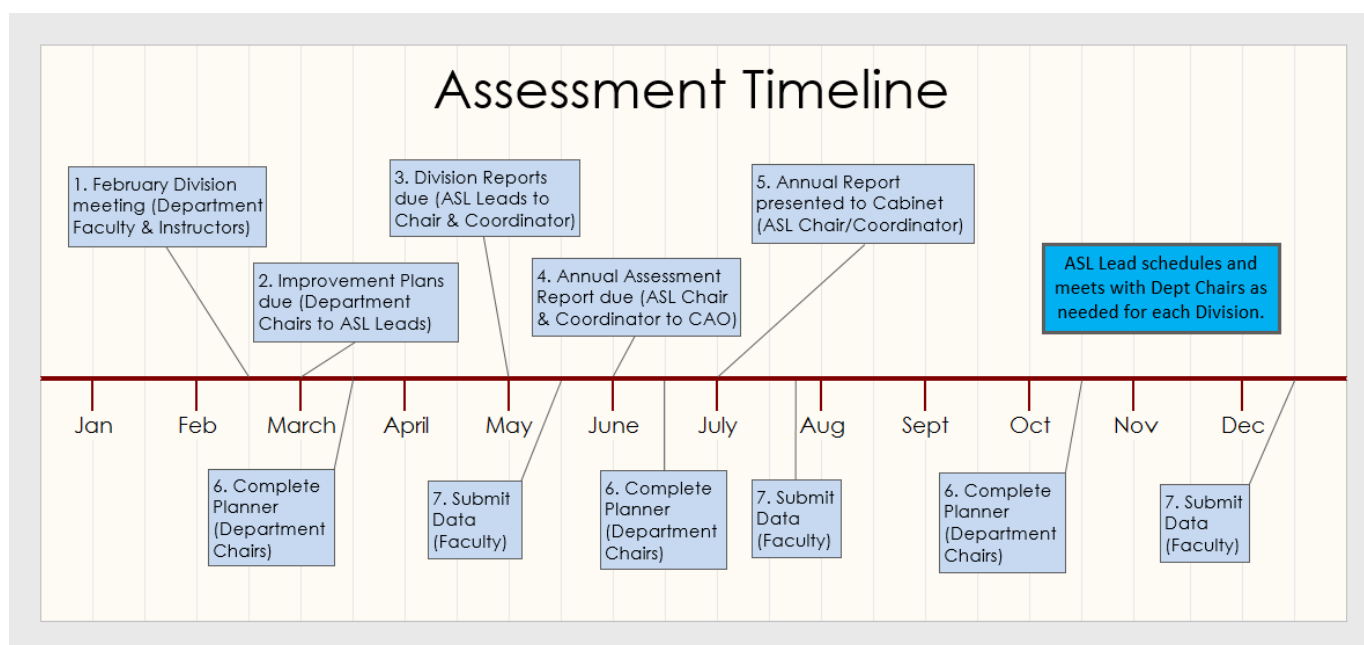 Assessment Timeline
1. February Division
meeting (Department
Faculty & Instructors)
2. Improvement Plans
due (Department
Chairs to ASL Leads)
3. Division Reports
due (ASL Leads to
Chair & Coordinator)
4. Annual Assessment
Report due (ASL Chair
& Coordinator to CAO)
5. Annual Report
presented to Cabinet
(ASL Chair/Coordinator)
ASL Lead schedules and
meets with Dept Chairs as
needed for each Division.
Jan Feb March April May June July Aug Sept Oct Nov Dec
6. Complete
Planner
(Department
Chairs)
7. Submit
Data
(Faculty)
6. Complete
Planner
(Department
Chairs)
7. Submit
Data
(Faculty)
6. Complete
Planner
(Department
Chairs)
7. Submit
Data
(Faculty)